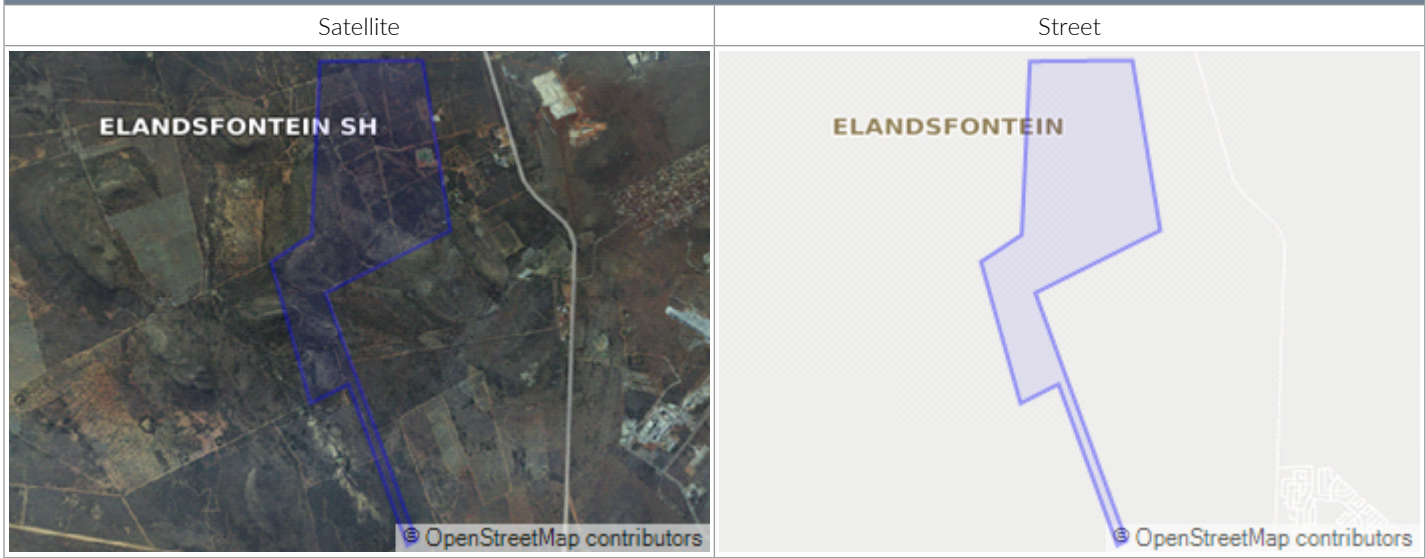 Satellite
Street
ELANDSFONTEIN SH
ELANDSFONTEIN
© OpenStreetMap contributors
© OpenStreetMap contributors